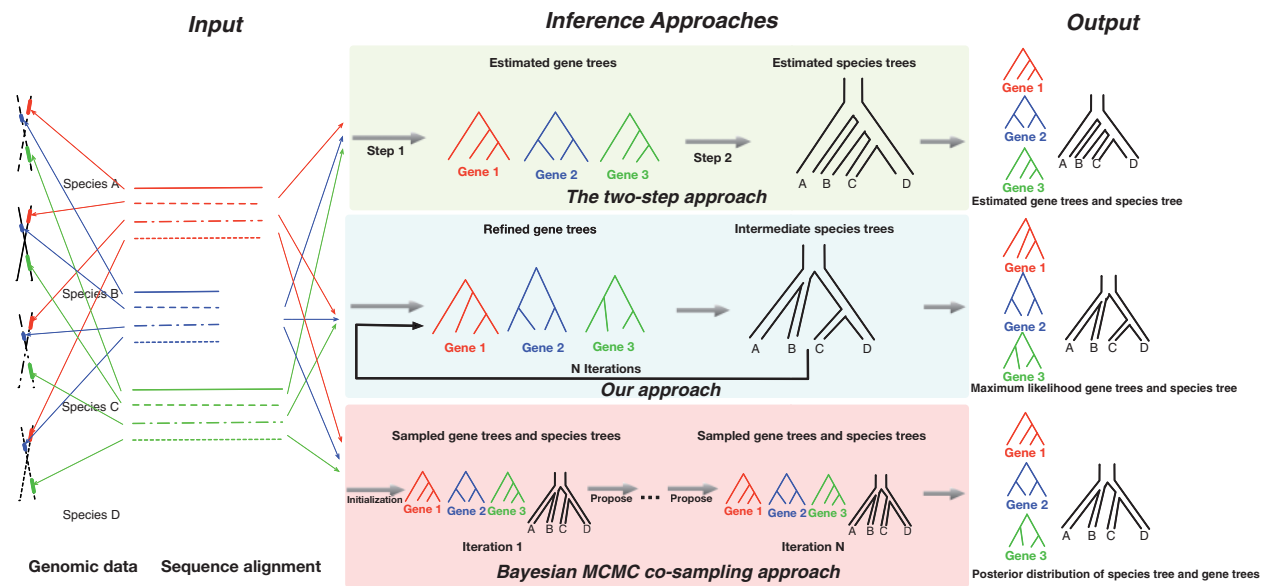 Input
Inference Approaches
Output
Species A
Species B
Species C
Species D
Genomic data
Sequence alignment
Estimated gene trees
Estimated species trees
Step 1
Gene 1
Gene 2
Gene 3
Step 2
A B C D
The two-step approach
Gene 1
Gene 2
Gene 3
A B C D
Estimated gene trees and species tree
Refined gene trees
Intermediate species trees
Gene 1
Gene 2
Gene 3
A B C D
N Iterations
Our approach
Gene 1
Gene 2
Gene 3
A B C D
Maximum likelihood gene trees and species tree
Sampled gene trees and species trees
Sampled gene trees and species trees
Initialization
Gene 1
Gene 2
Gene 3
A B C D
Propose
...
Propose
Gene 1
Gene 2
Gene 3
A B C D
Iteration 1
Iteration N
Bayesian MCMC co-sampling approach
Gene 1
Gene 2
Gene 3
A B C D
Posterior distribution of species tree and gene trees